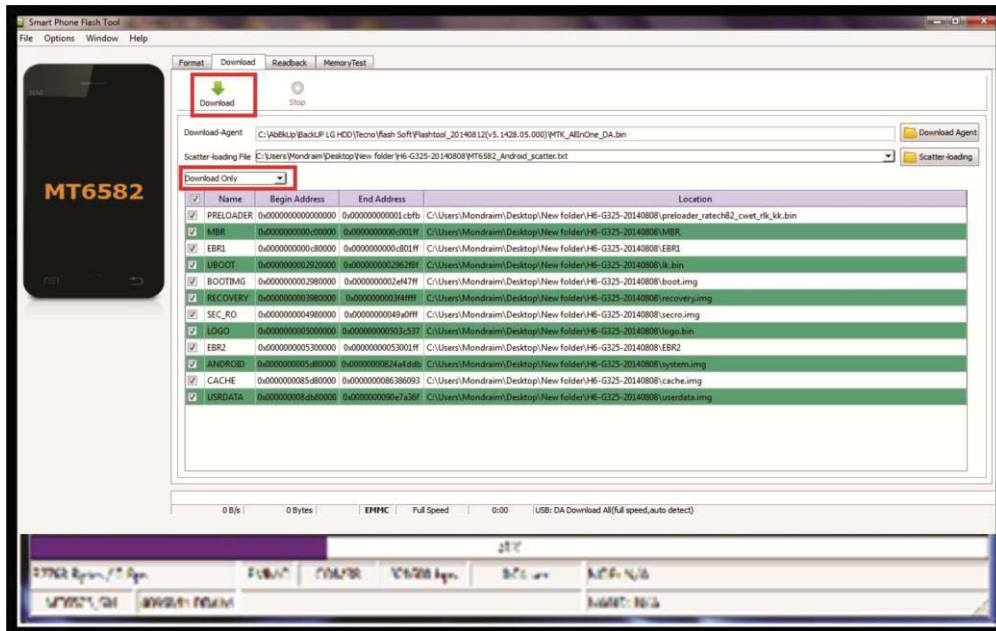 Smart Phone Flash Tool
File Options Window Help
Format Download Readback MemoryTest
Download Stop
Download-Agent C:\AbBkUp\BackUP LG HDD\Tecno\flash Soft\Flashtool_20140812(v5.1428.05.000)\MTK_AllInOne_DA.bin Download Agent
Scatter-loading File C:\Users\Mondraim\Desktop\New folder\H6-G325-20140808\MT6582_Android_scatter.txt Scatter-loading
Download Only
MT6582
Name Begin Address End Address Location
PRELOADER 0x0000000000000000 0x000000000001cbfb C:\Users\Mondraim\Desktop\New folder\H6-G325-20140808\preloader_ratech82_cwet_rlk_kk.bin
MBR 0x0000000000c00000 0x0000000000c001ff C:\Users\Mondraim\Desktop\New folder\H6-G325-20140808\MBR
EBR1 0x0000000000c80000 0x0000000000c801ff C:\Users\Mondraim\Desktop\New folder\H6-G325-20140808\EBR1
UBOOT 0x0000000002920000 0x0000000002962f8f C:\Users\Mondraim\Desktop\New folder\H6-G325-20140808\lk.bin
BOOTIMG 0x0000000002980000 0x0000000002ef47ff C:\Users\Mondraim\Desktop\New folder\H6-G325-20140808\boot.img
RECOVERY 0x0000000003980000 0x0000000003f4ffff C:\Users\Mondraim\Desktop\New folder\H6-G325-20140808\recovery.img
SEC_RO 0x0000000004980000 0x00000000049a0fff C:\Users\Mondraim\Desktop\New folder\H6-G325-20140808\secro.img
LOGO 0x0000000005000000 0x000000000503c537 C:\Users\Mondraim\Desktop\New folder\H6-G325-20140808\logo.bin
EBR2 0x0000000005300000 0x00000000053001ff C:\Users\Mondraim\Desktop\New folder\H6-G325-20140808\EBR2
ANDROID 0x0000000005d80000 0x00000000824a4ddb C:\Users\Mondraim\Desktop\New folder\H6-G325-20140808\system.img
CACHE 0x0000000085d80000 0x0000000086386093 C:\Users\Mondraim\Desktop\New folder\H6-G325-20140808\cache.img
USRDATA 0x000000008db80000 0x0000000090e7a36f C:\Users\Mondraim\Desktop\New folder\H6-G325-20140808\userdata.img
0 B/s 0 Bytes EMMC Full Speed 0:00 USB: DA Download All(full speed,auto detect)